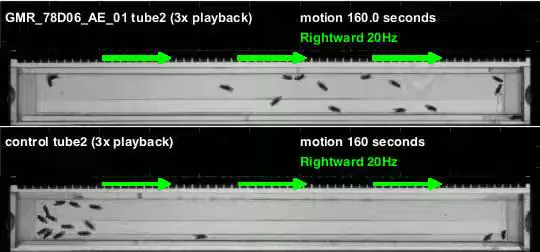 GMR_78D06_AE_01 tube2 (3x playback)
motion 160.0 seconds
Rightward 20Hz
control tube2 (3x playback)
motion 160 seconds
Rightward 20Hz